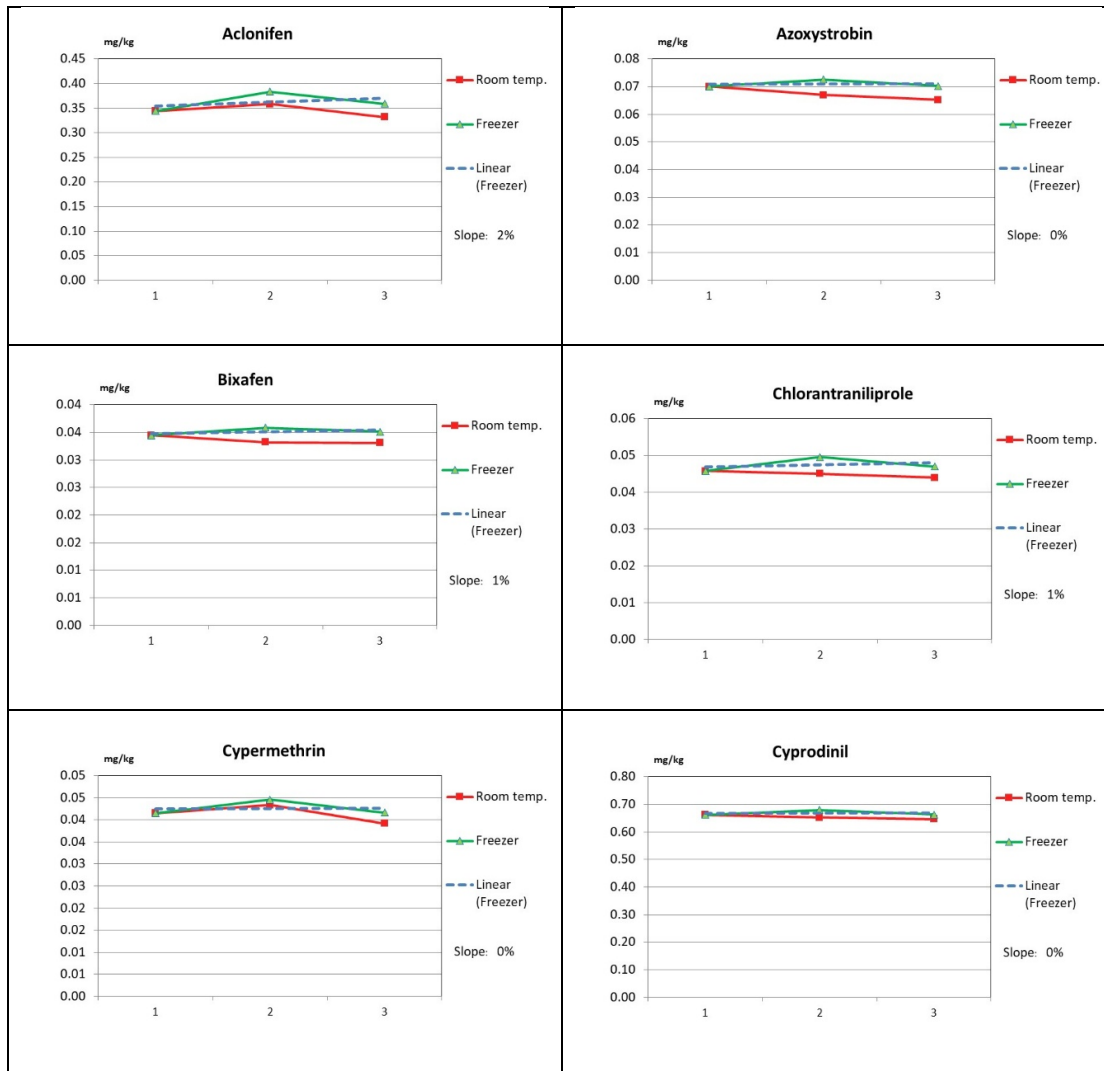 Aclonifen
mg/kg
0.45
0.40
0.35
0.30
0.25
0.20
0.15
0.10
0.05
0.00
1 2 3
Room temp.
Freezer
Linear
(Freezer)
Slope: 2%
Azoxystrobin
mg/kg
0.08
0.07
0.06
0.05
0.04
0.03
0.02
0.01
0.00
1 2 3
Room temp.
Freezer
Linear
(Freezer)
Slope: 0%
Bixafen
mg/kg
0.04
0.04
0.03
0.03
0.02
0.02
0.01
0.01
0.00
1 2 3
Room temp.
Freezer
Linear
(Freezer)
Slope: 1%
Chlorantraniliprole
mg/kg
0.06
0.05
0.04
0.03
0.02
0.01
0.00
1 2 3
Room temp.
Freezer
Linear
(Freezer)
Slope: 1%
Cypermethrin
mg/kg
0.05
0.05
0.04
0.04
0.03
0.03
0.02
0.02
0.01
0.01
0.00
1 2 3
Room temp.
Freezer
Linear
(Freezer)
Slope: 0%
Cyprodinil
mg/kg
0.80
0.70
0.60
0.50
0.40
0.30
0.20
0.10
0.00
1 2 3
Room temp.
Freezer
Linear
(Freezer)
Slope: 0%